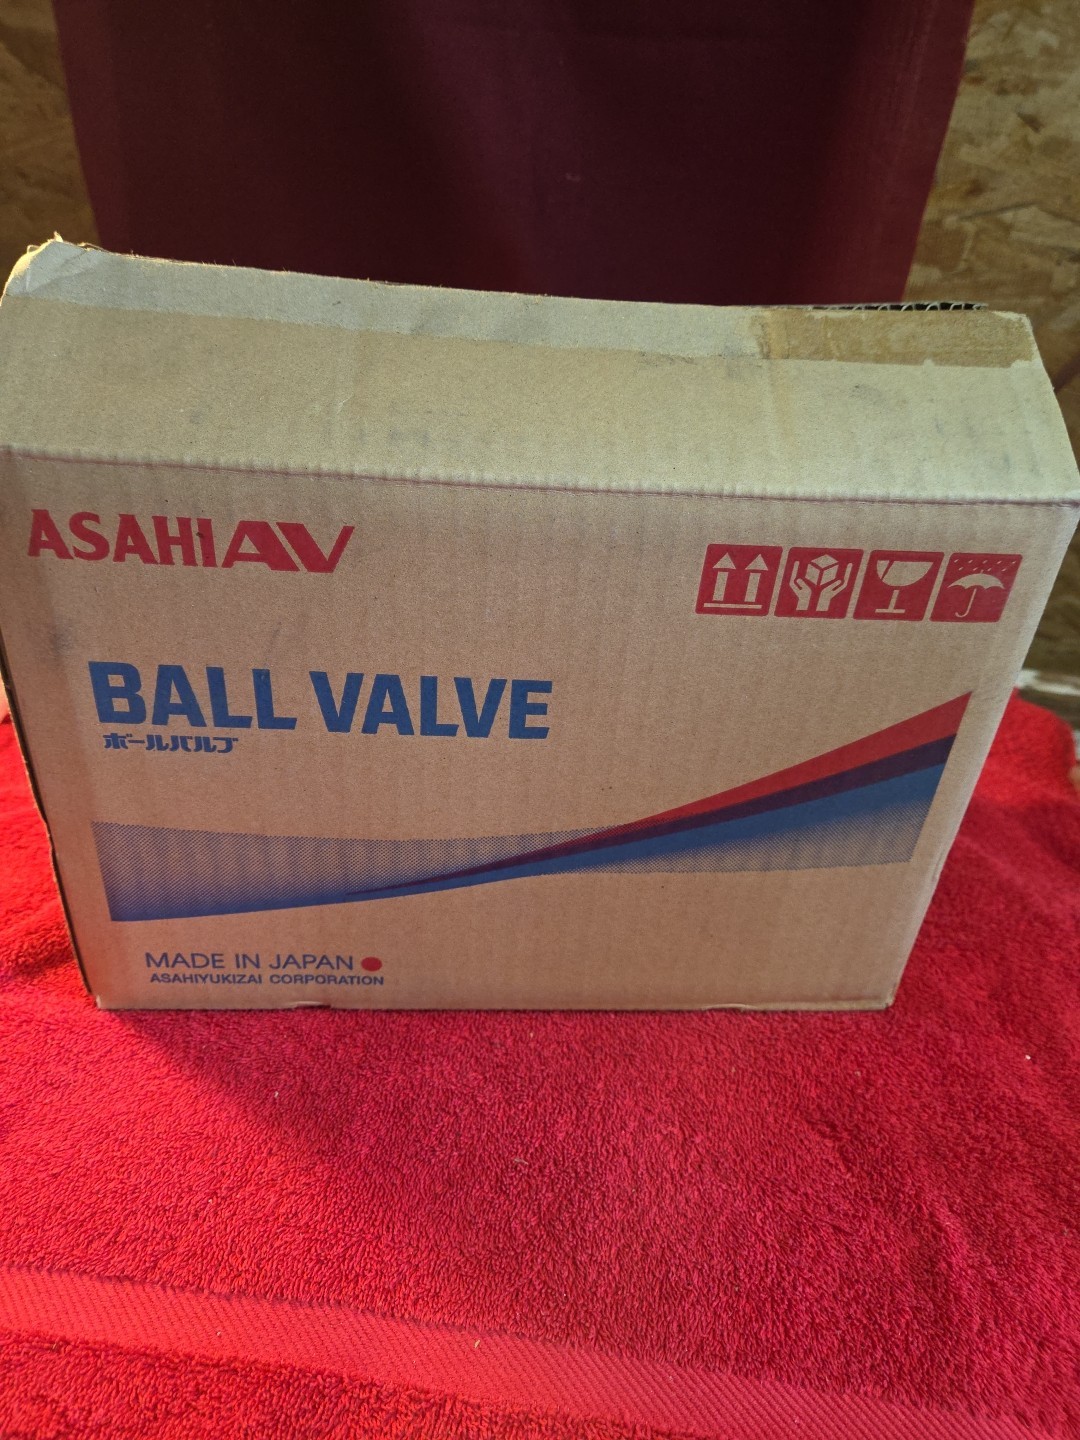 ASAHI AV
BALL VALVE
ボールバルブ
MADE IN JAPAN
ASAHIYUKIZAI CORPORATION